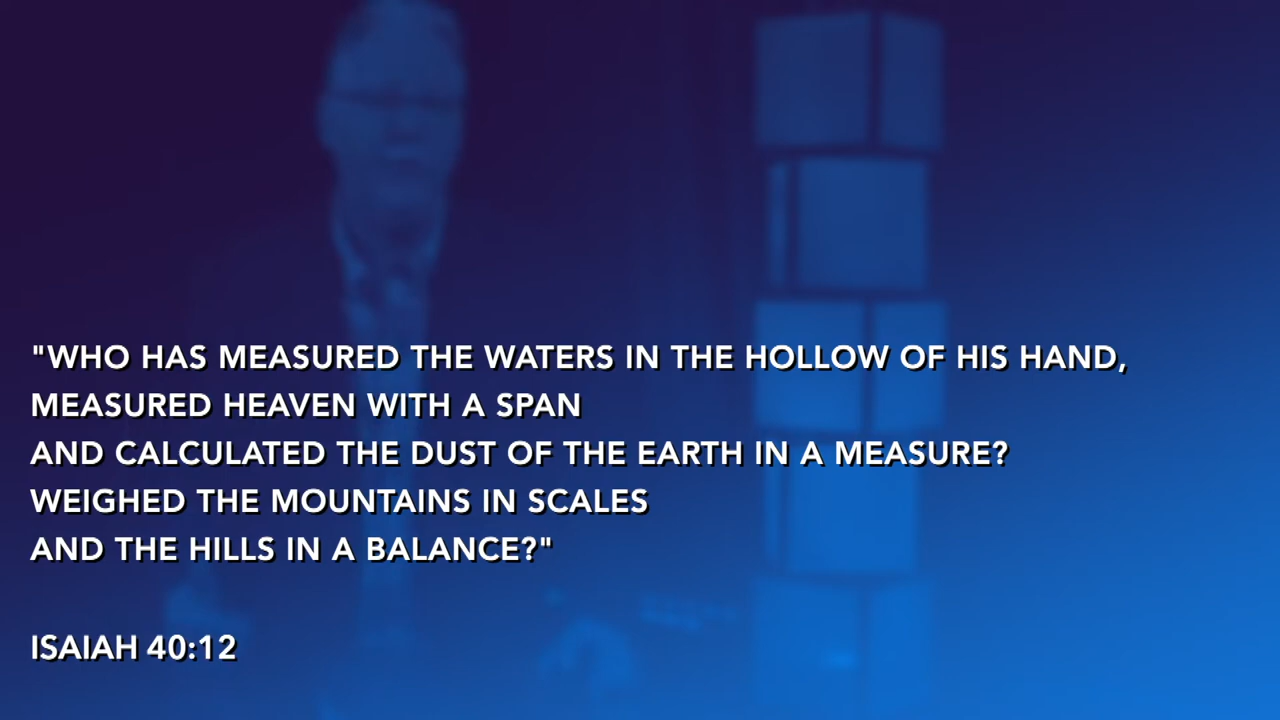 "WHO HAS MEASURED THE WATERS IN THE HOLLOW OF HIS HAND,
MEASURED HEAVEN WITH A SPAN
AND CALCULATED THE DUST OF THE EARTH IN A MEASURE?
WEIGHED THE MOUNTAINS IN SCALES
AND THE HILLS IN A BALANCE?"
ISAIAH 40:12